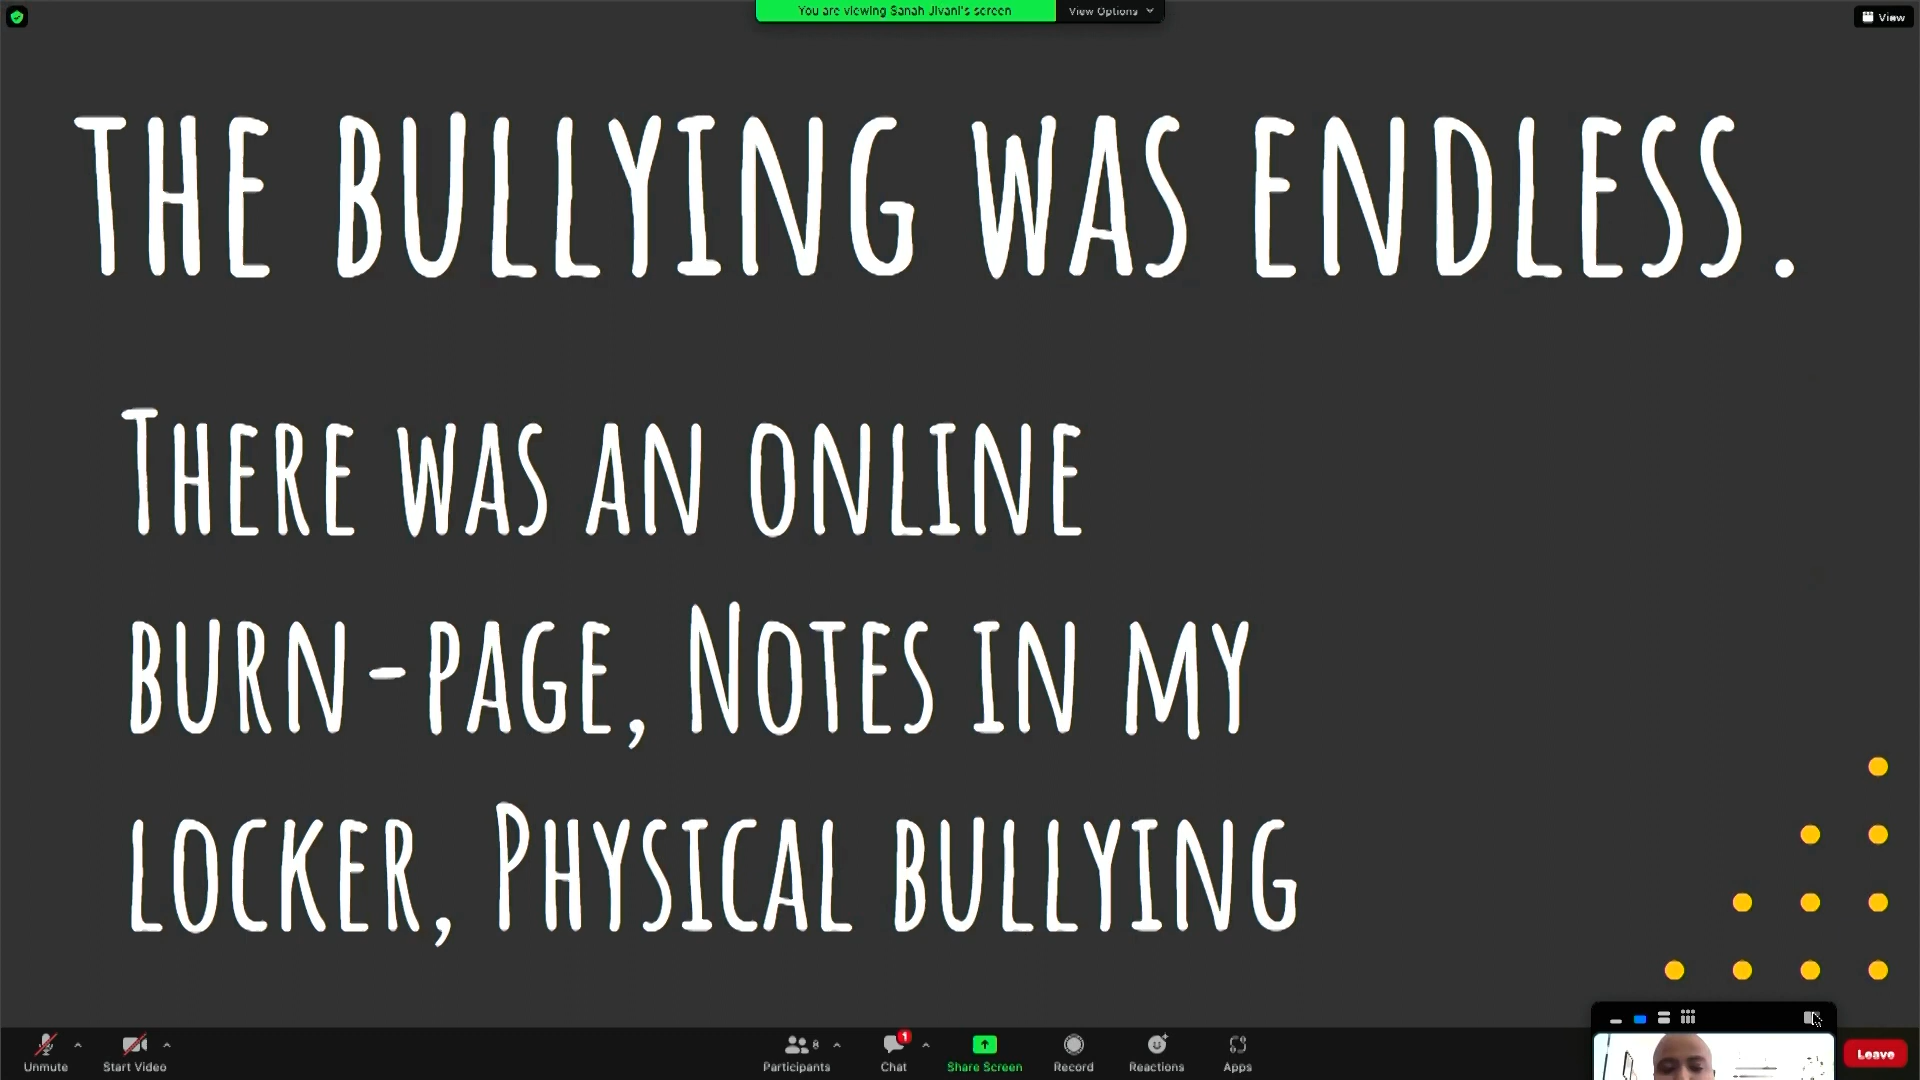 You are viewing Sanah Jivani's screen
View Options
View
THE BULLYING WAS ENDLESS.
THERE WAS AN ONLINE
BURN-PAGE, NOTES IN MY
LOCKER, PHYSICAL BULLYING
Unmute
Start Video
8
Participants
1
Chat
Share Screen
Record
Reactions
Apps
Leave